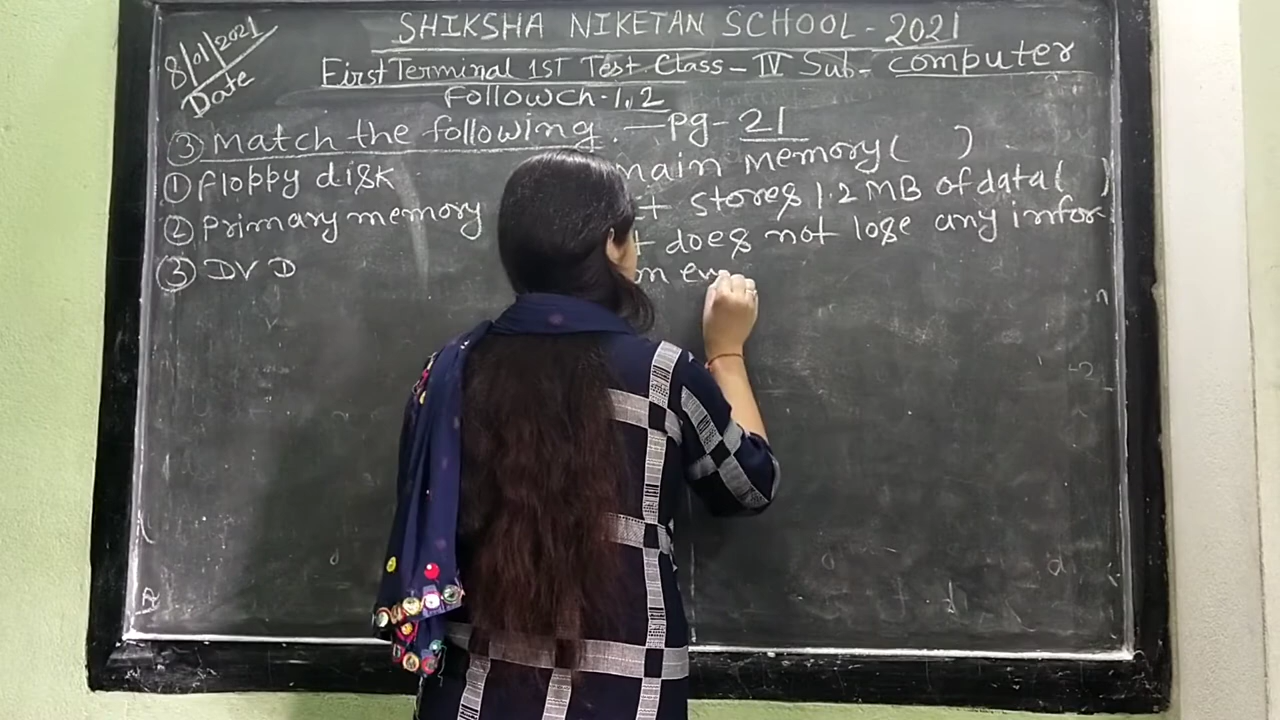 8/01/2021
Date
SHIKSHA NIKETAN SCHOOL - 2021
First Terminal 1ST Test Class - IV Sub - computer
Follow ch - 1, 2
③ Match the following. — pg - 21
① floppy disk
main memory ( )
② Primary memory
stores 1.2 MB of data ( )
③ DVD
does not lose any infor-